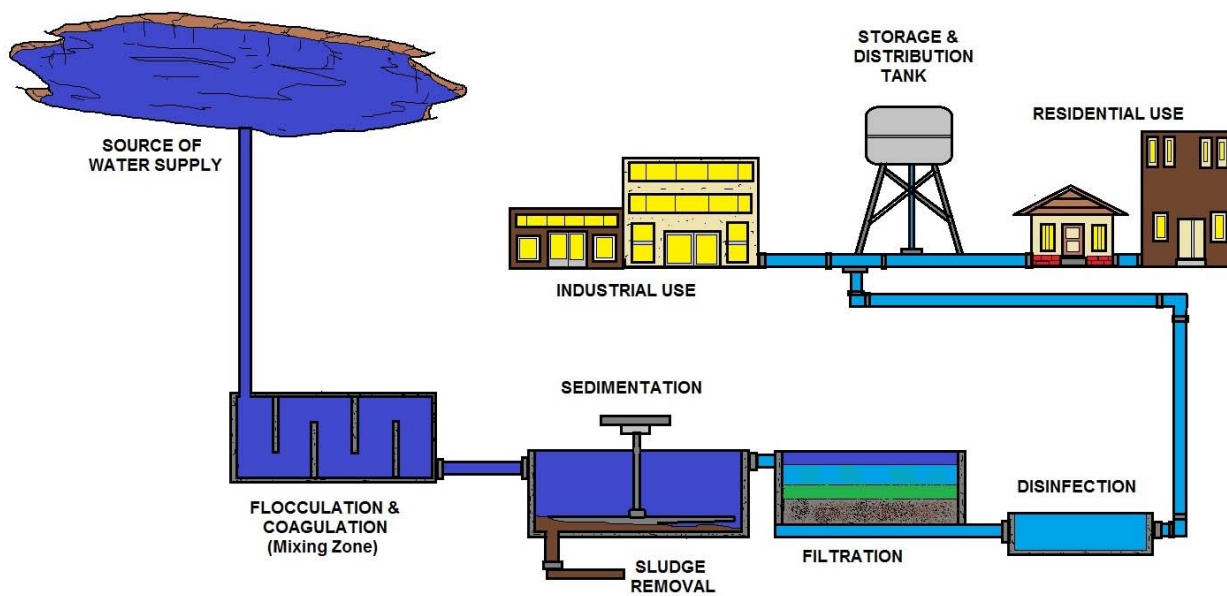 SOURCE OF
WATER SUPPLY
STORAGE &
DISTRIBUTION
TANK
RESIDENTIAL USE
INDUSTRIAL USE
SEDIMENTATION
FLOCCULATION &
COAGULATION
(Mixing Zone)
SLUDGE
REMOVAL
FILTRATION
DISINFECTION